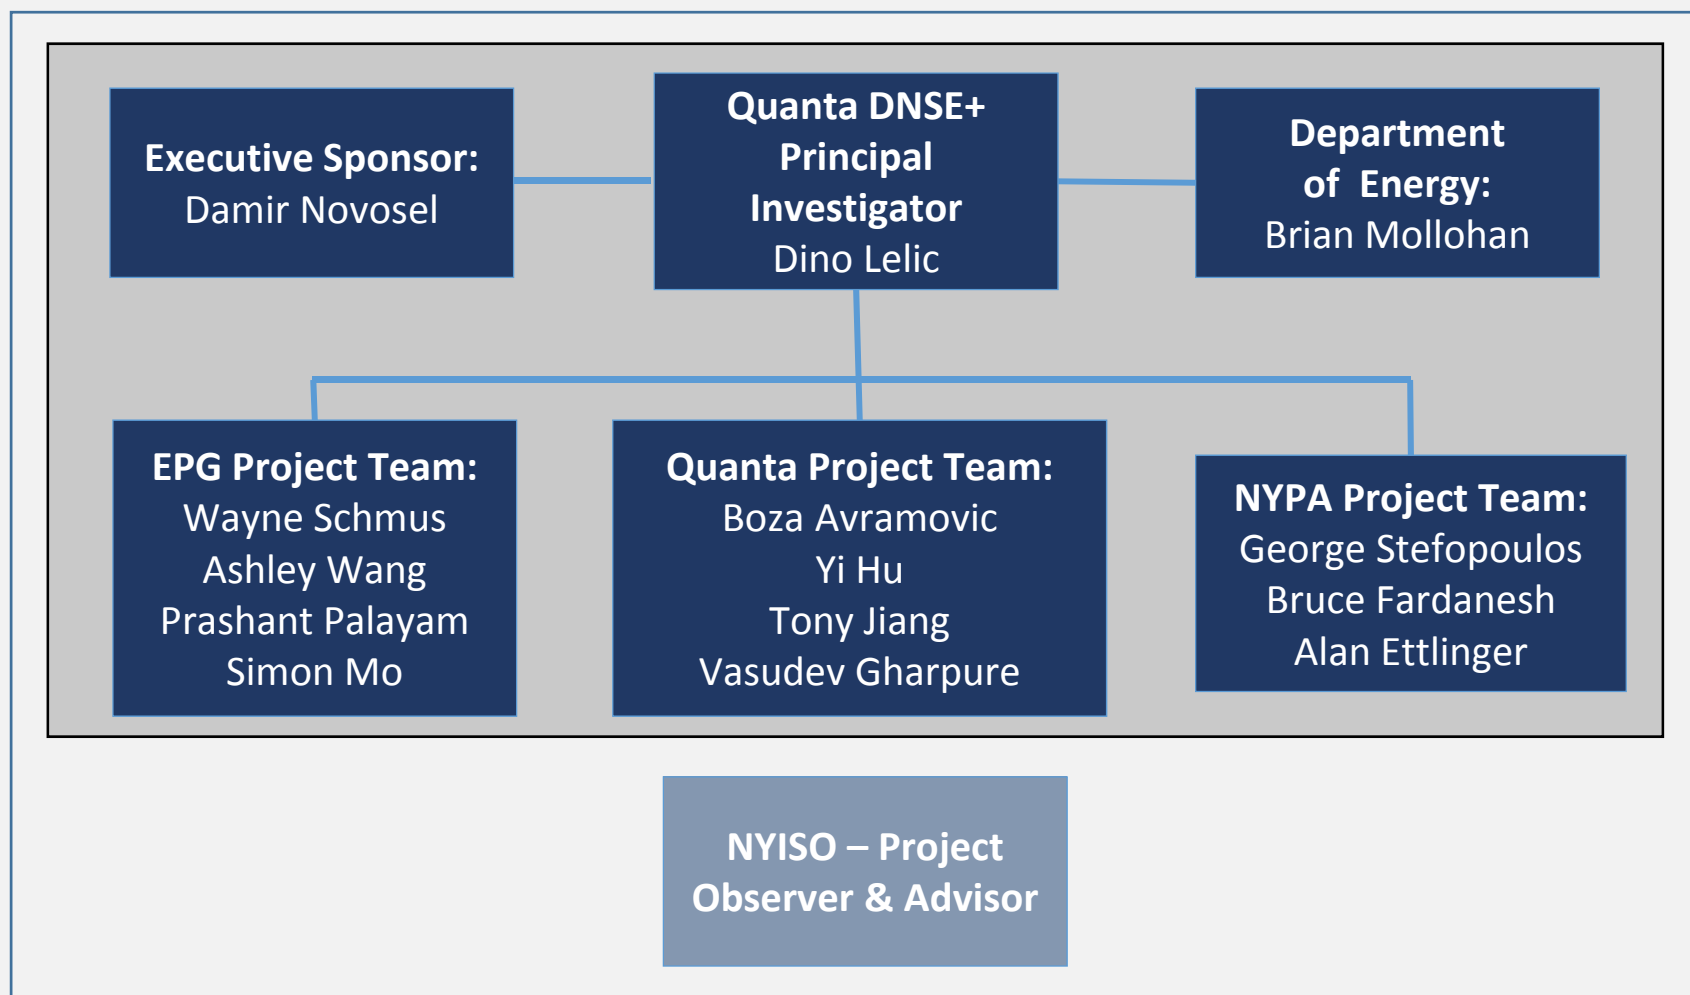 Executive Sponsor:
Damir Novosel
Quanta DNSE+
Principal
Investigator
Dino Lelic
Department
of  Energy:
Brian Mollohan
EPG Project Team:
Wayne Schmus
Ashley Wang
Prashant Palayam
Simon Mo
Quanta Project Team:
Boza Avramovic
Yi Hu
Tony Jiang
Vasudev Gharpure
NYPA Project Team:
George Stefopoulos
Bruce Fardanesh
Alan Ettlinger
NYISO – Project
Observer & Advisor